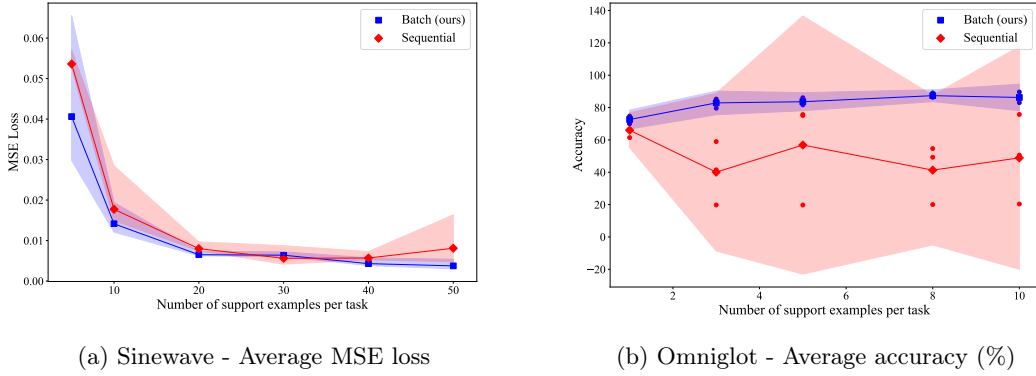 Batch (ours)
Sequential
0.06
0.05
0.04
0.03
0.02
0.01
0.00
MSE Loss
10
20
30
40
50
Number of support examples per task
(a) Sinewave - Average MSE loss
Batch (ours)
Sequential
140
120
100
80
60
40
20
0
−20
Accuracy
2
4
6
8
10
Number of support examples per task
(b) Omniglot - Average accuracy (%)